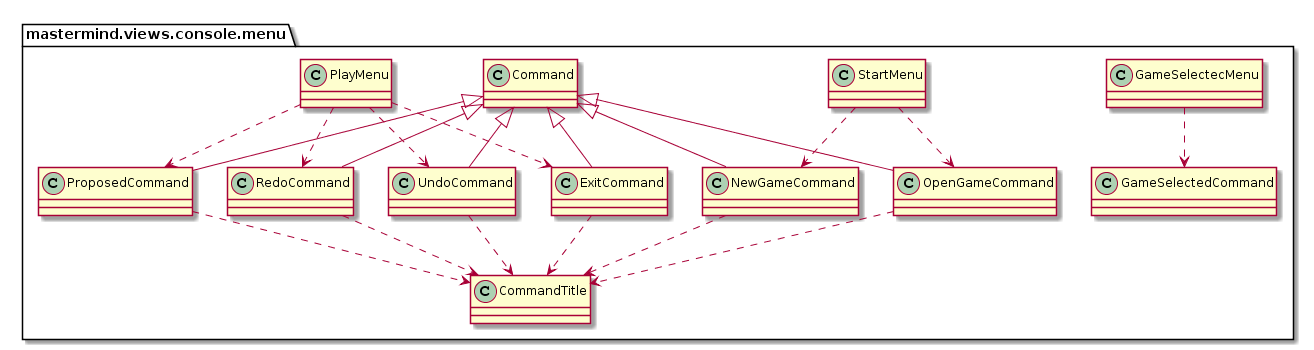 mastermind.views.console.menu
C PlayMenu
C Command
C StartMenu
C GameSelectecMenu
C ProposedCommand
C RedoCommand
C UndoCommand
C ExitCommand
C NewGameCommand
C OpenGameCommand
C GameSelectedCommand
C CommandTitle